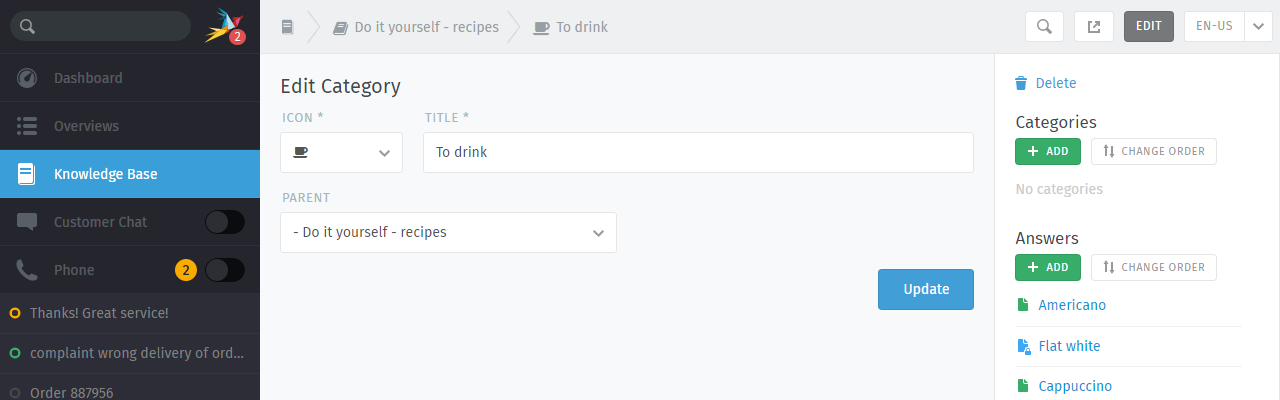 2
Dashboard
Overviews
Knowledge Base
Customer Chat
Phone
2
Thanks! Great service!
complaint wrong delivery of ord...
Order 887956
Do it yourself - recipes
To drink
EDIT
EN-US
Edit Category
ICON *
TITLE *
To drink
PARENT
- Do it yourself - recipes
Update
Delete
Categories
ADD
CHANGE ORDER
No categories
Answers
ADD
CHANGE ORDER
Americano
Flat white
Cappuccino